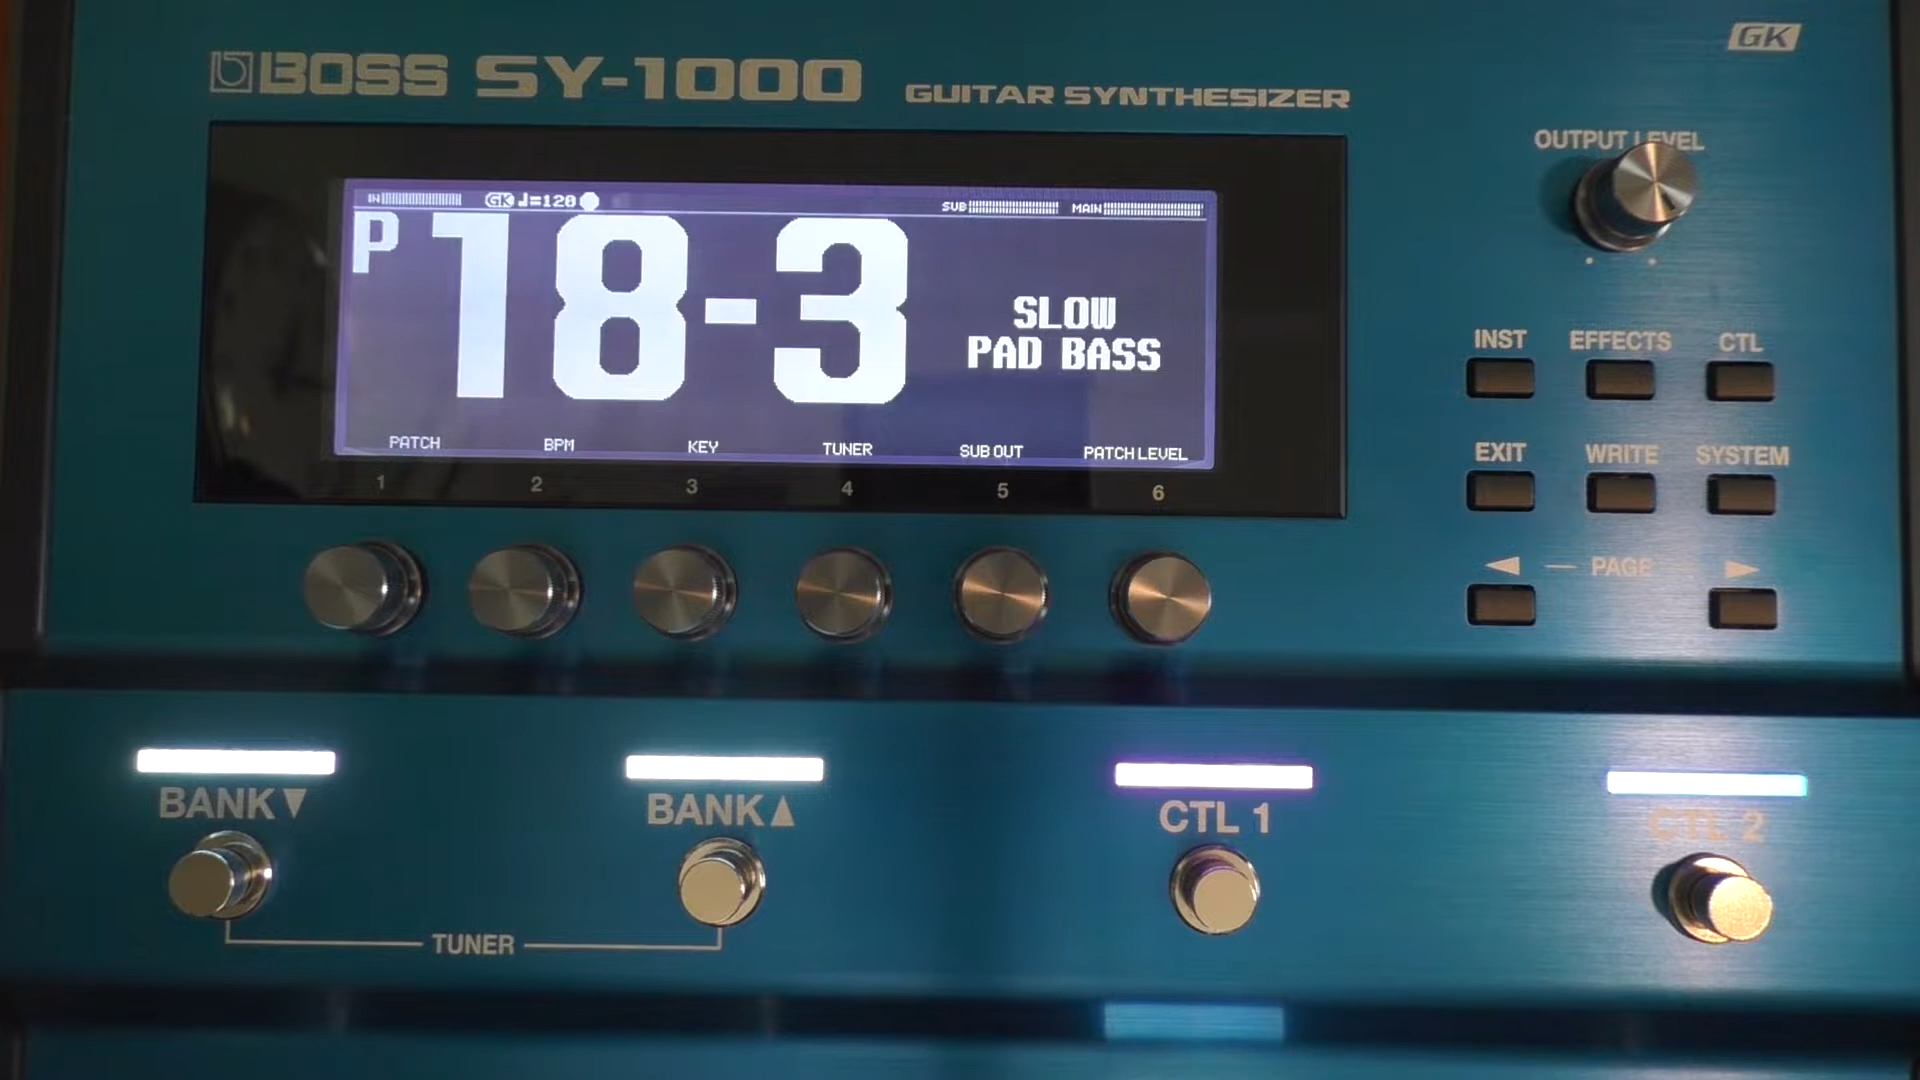 BOSS SY-1000 GUITAR SYNTHESIZER
GK
OUTPUT LEVEL
IN GK ♩=120 SUB MAIN
P 18-3
SLOW
PAD BASS
PATCH BPM KEY TUNER SUB OUT PATCH LEVEL
1 2 3 4 5 6
INST EFFECTS CTL
EXIT WRITE SYSTEM
◀ — PAGE ▶
BANK▼ BANK▲ CTL 1 CTL 2
TUNER